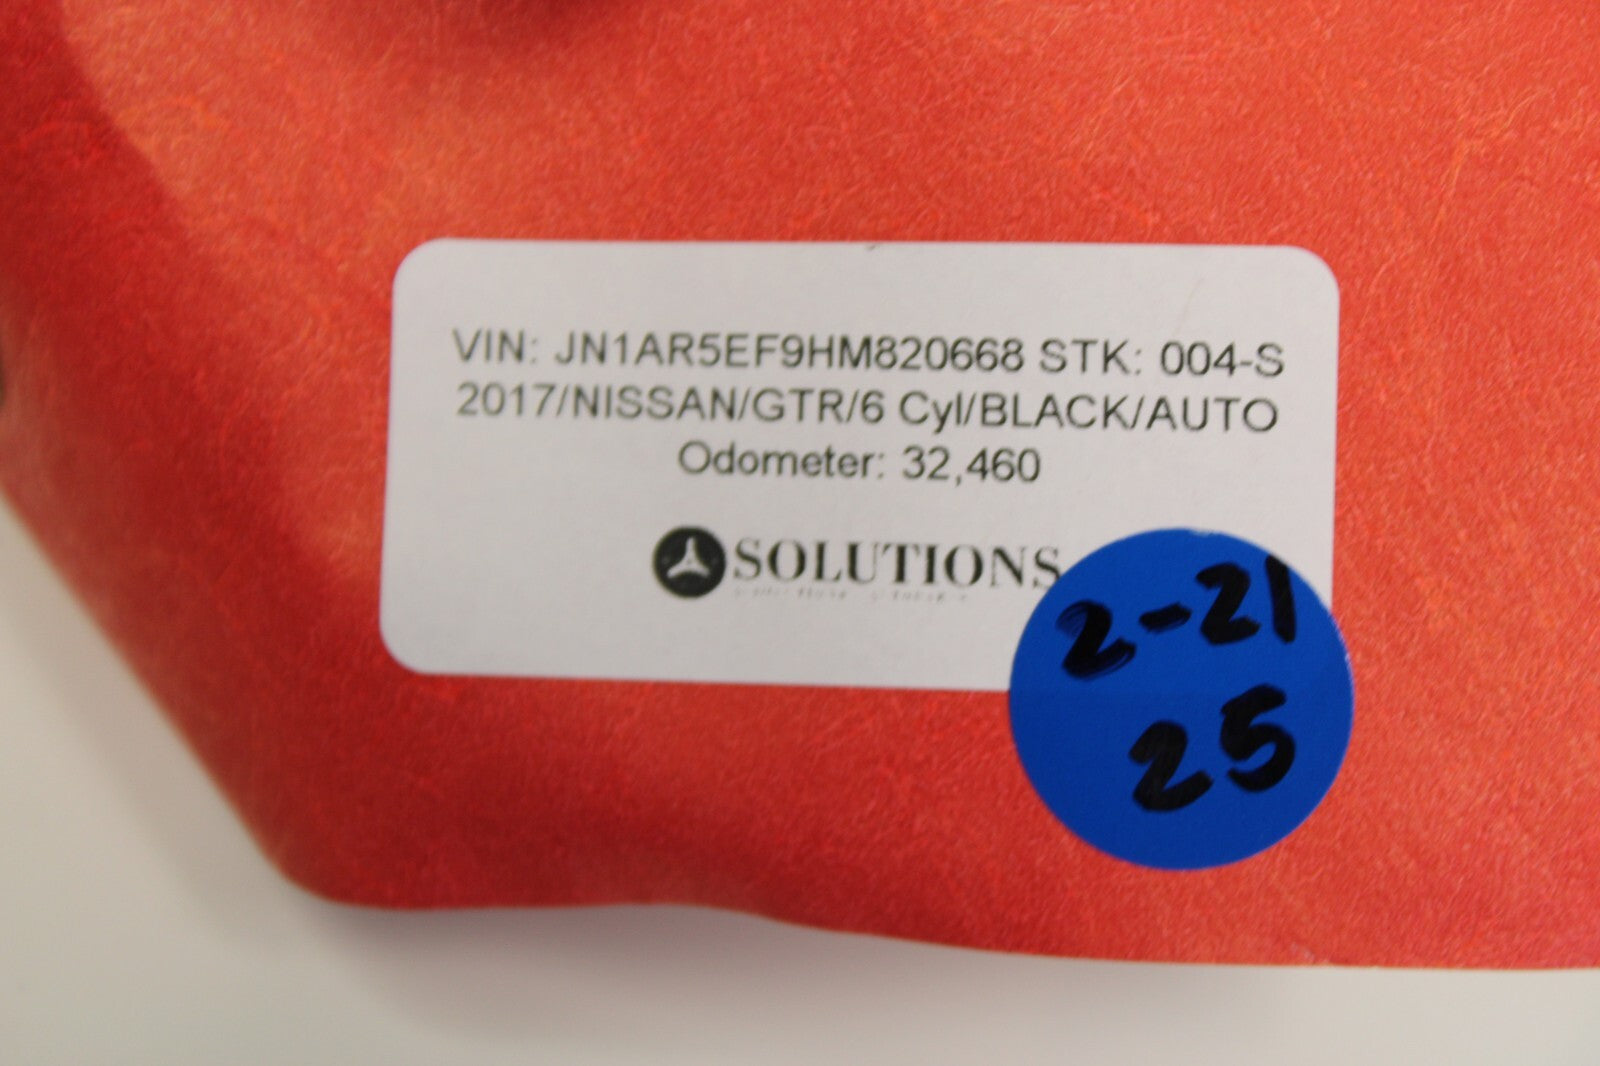 VIN: JN1AR5EF9HM820668 STK: 004-S
2017/NISSAN/GTR/6 Cyl/BLACK/AUTO
Odometer: 32,460
SOLUTIONS
2-21
25